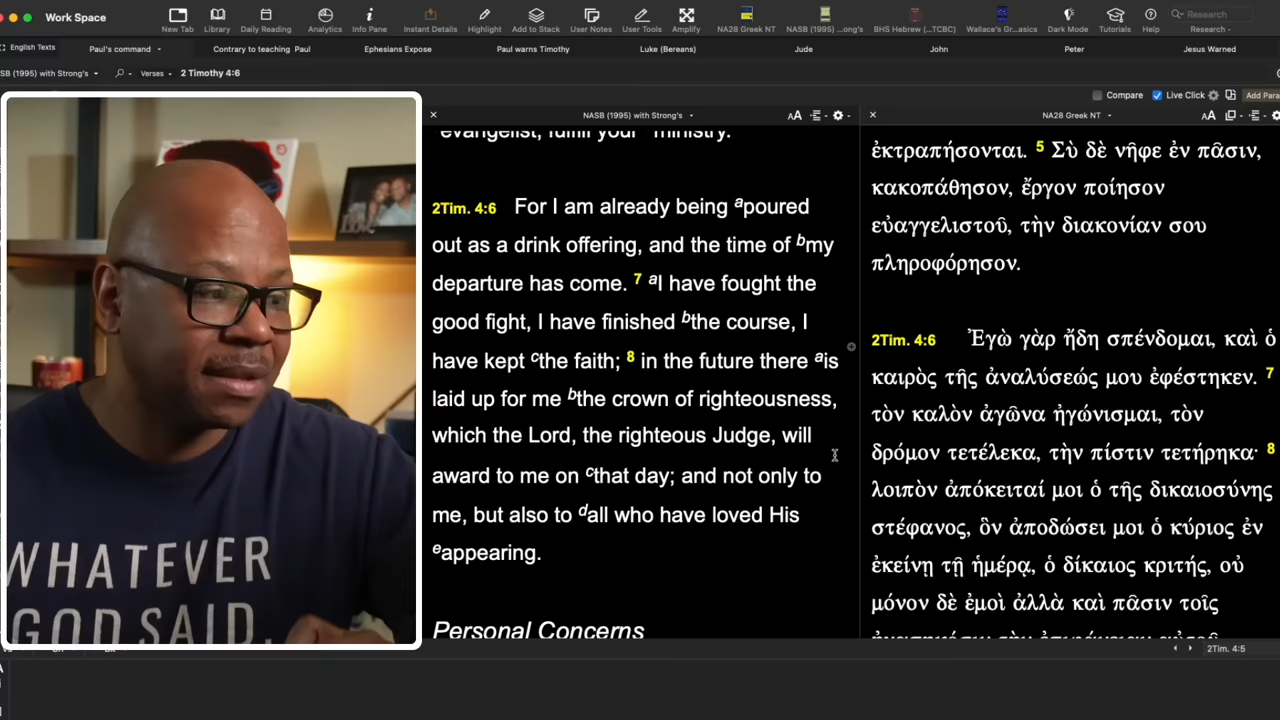 Work Space
New Tab
Library
Daily Reading
Analytics
Info Pane
Instant Details
Highlight
Add to Stack
User Notes
User Tools
Amplify
NA28 Greek NT
NASB (1995) ...ong's
BHS Hebrew (...TCBC)
Wallace's Gr...asics
Dark Mode
Tutorials
Help
Research
Research
English Texts
Paul's command
Contrary to teaching Paul
Ephesians Expose
Paul warns Timothy
Luke (Bereans)
Jude
John
Peter
Jesus Warned
SB (1995) with Strong's
Verses
2 Timothy 4:6
Compare
Live Click
Add Para
NASB (1995) with Strong's
evangelist, fulfill your ministry.
2Tim. 4:6 For I am already being apoured
out as a drink offering, and the time of bmy
departure has come. 7 aI have fought the
good fight, I have finished bthe course, I
have kept cthe faith; 8 in the future there ais
laid up for me bthe crown of righteousness,
which the Lord, the righteous Judge, will
award to me on cthat day; and not only to
me, but also to dall who have loved His
eappearing.
Personal Concerns
NA28 Greek NT
ἐκτραπήσονται. 5 Σὺ δὲ νῆφε ἐν πᾶσιν,
κακοπάθησον, ἔργον ποίησον
εὐαγγελιστοῦ, τὴν διακονίαν σου
πληροφόρησον.
2Tim. 4:6 Ἐγὼ γὰρ ἤδη σπένδομαι, καὶ ὁ
καιρὸς τῆς ἀναλύσεώς μου ἐφέστηκεν. 7
τὸν καλὸν ἀγῶνα ἠγώνισμαι, τὸν
δρόμον τετέλεκα, τὴν πίστιν τετήρηκα· 8
λοιπὸν ἀπόκειταί μοι ὁ τῆς δικαιοσύνης
στέφανος, ὃν ἀποδώσει μοι ὁ κύριος ἐν
ἐκείνῃ τῇ ἡμέρᾳ, ὁ δίκαιος κριτής, οὐ
μόνον δὲ ἐμοὶ ἀλλὰ καὶ πᾶσιν τοῖς
2Tim. 4:5
WHATEVER
GOD SAID.